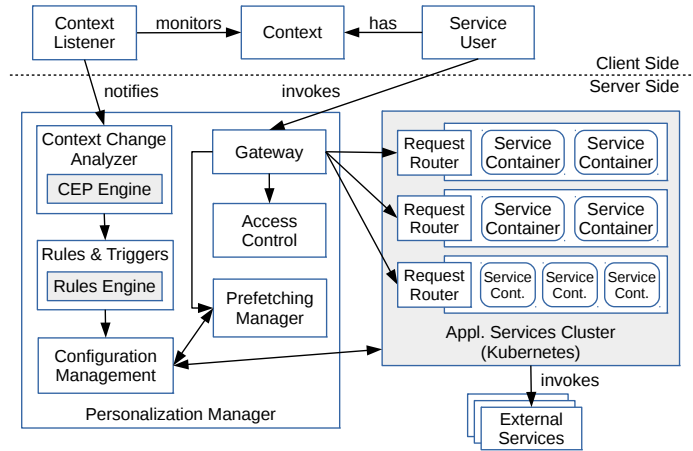 Context
Listener
monitors
Context
has
Service
User
Client Side
Server Side
notifies
invokes
Context Change
Analyzer
CEP Engine
Gateway
Access
Control
Rules & Triggers
Rules Engine
Prefetching
Manager
Configuration
Management
Personalization Manager
Request
Router
Service
Container
Service
Container
Request
Router
Service
Container
Service
Container
Request
Router
Service
Cont.
Service
Cont.
Service
Cont.
Appl. Services Cluster
(Kubernetes)
invokes
External
Services